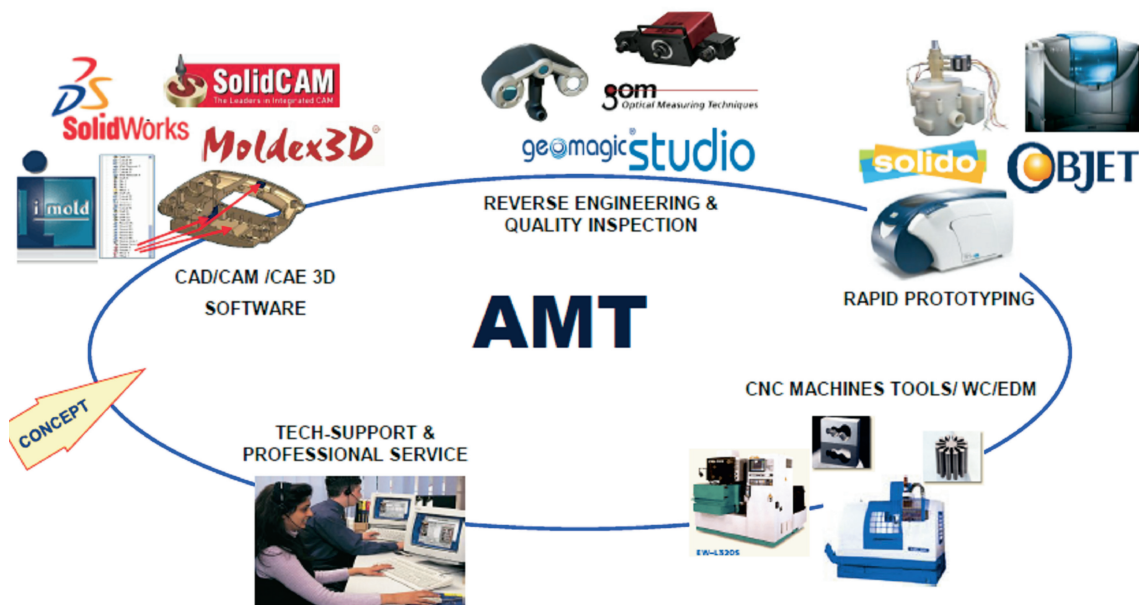 SolidWorks
SolidCAM
The Leaders in Integrated CAM
Moldex3D
i mold
CAD/CAM /CAE 3D
SOFTWARE
gom
Optical Measuring Techniques
geomagic® studio
REVERSE ENGINEERING &
QUALITY INSPECTION
solido
OBJET
RAPID PROTOTYPING
AMT
CONCEPT
CNC MACHINES TOOLS/ WC/EDM
EW-L520S
TECH-SUPPORT &
PROFESSIONAL SERVICE